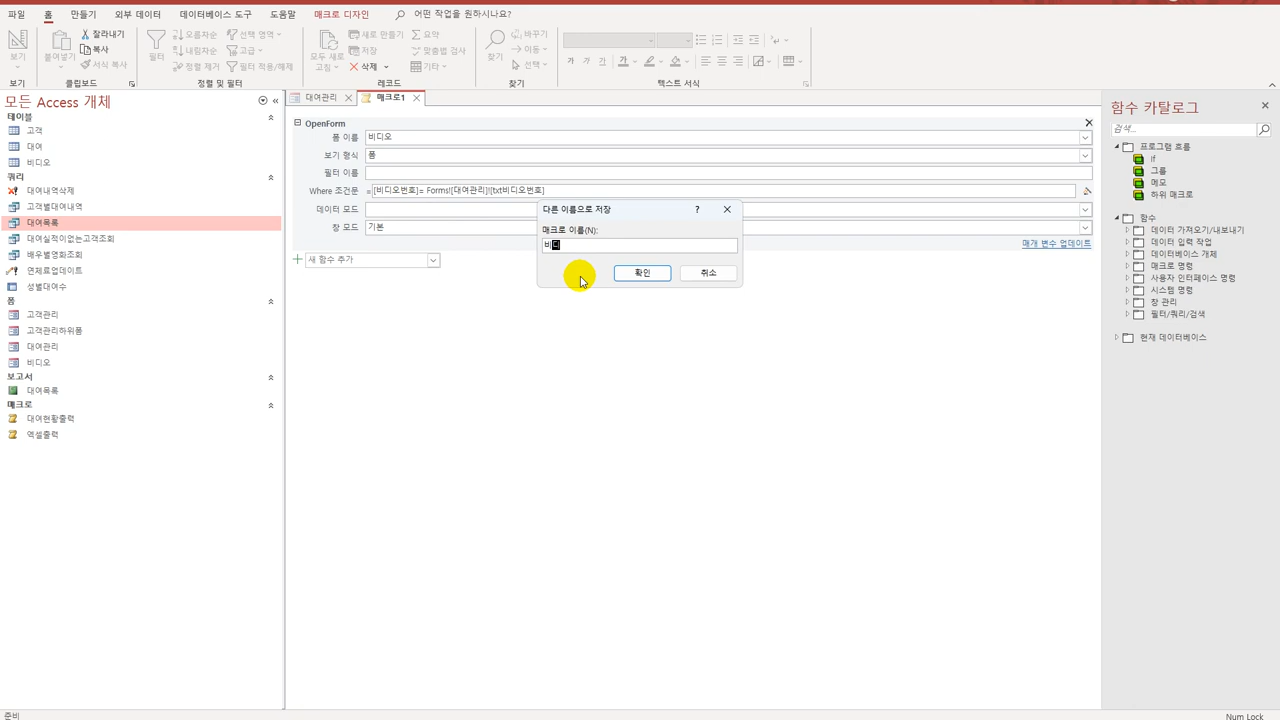 파일 홈 만들기 외부 데이터 데이터베이스 도구 도움말 매크로 디자인 어떤 작업을 원하시나요?
보기
붙여넣기
잘라내기
복사
서식 복사
필터
오름차순
내림차순
정렬 제거
선택 영역
고급
필터 적용/해제
모두 새로 고침
새로 만들기
저장
삭제
요약
맞춤법 검사
기타
찾기
바꾸기
이동
선택
가 가 가
보기 클립보드 정렬 및 필터 레코드 찾기 텍스트 서식
모든 Access 개체
테이블
고객
대여
비디오
쿼리
대여내역삭제
고객별대여내역
대여목록
대여실적이없는고객조회
배우별영화조회
연체료업데이트
성별대여수
폼
고객관리
고객관리하위폼
대여관리
비디오
보고서
대여목록
매크로
대여현황출력
엑셀출력
대여관리 매크로1
OpenForm
폼 이름 비디오
보기 형식 폼
필터 이름
Where 조건문 = [비디오번호]= Forms![대여관리]![txt비디오번호]
데이터 모드
창 모드 기본
매개 변수 업데이트
새 함수 추가
다른 이름으로 저장 ?
매크로 이름(N):
비디
확인 취소
함수 카탈로그
검색...
프로그램 흐름
If
그룹
메모
하위 매크로
함수
데이터 가져오기/내보내기
데이터 입력 작업
데이터베이스 개체
매크로 명령
사용자 인터페이스 명령
시스템 명령
창 관리
필터/쿼리/검색
현재 데이터베이스
준비 Num Lock